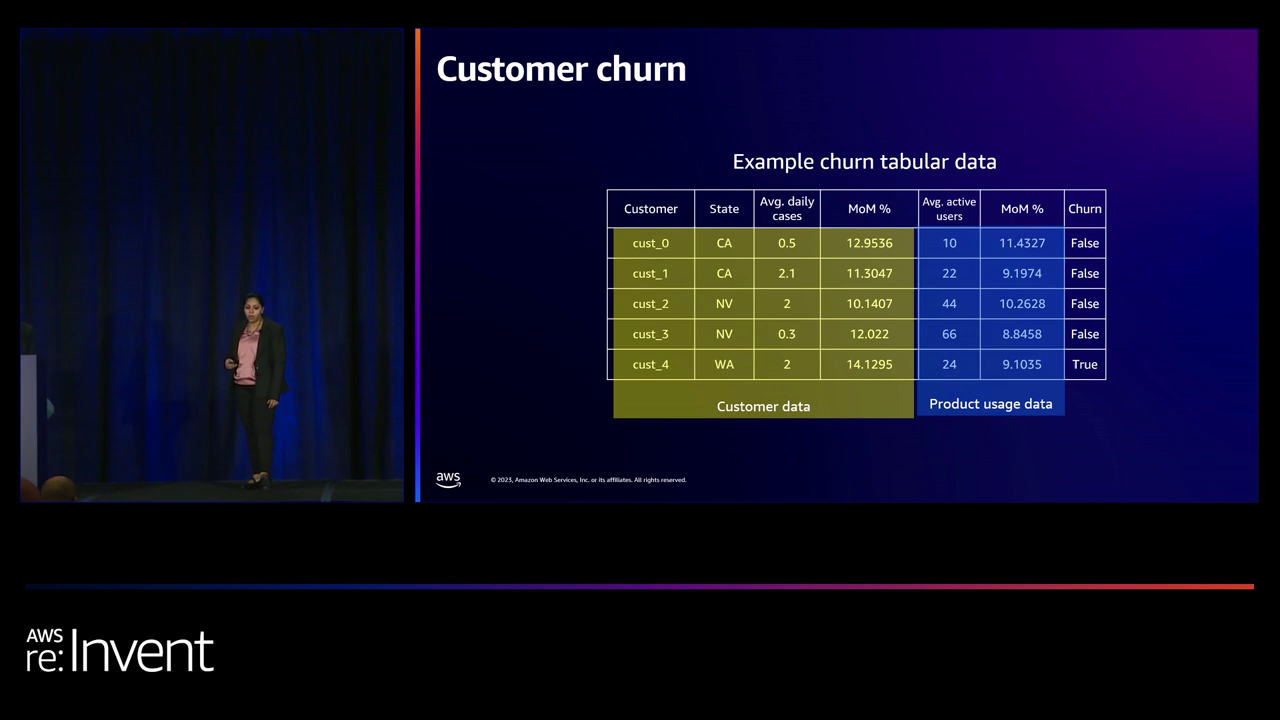 Customer churn
Example churn tabular data
Customer State Avg. daily cases MoM % Avg. active users MoM % Churn
cust_0 CA 0.5 12.9536 10 11.4327 False
cust_1 CA 2.1 11.3047 22 9.1974 False
cust_2 NV 2 10.1407 44 10.2628 False
cust_3 NV 0.3 12.022 66 8.8458 False
cust_4 WA 2 14.1295 24 9.1035 True
Customer data Product usage data
aws © 2023, Amazon Web Services, Inc. or its affiliates. All rights reserved.
AWS
re:Invent